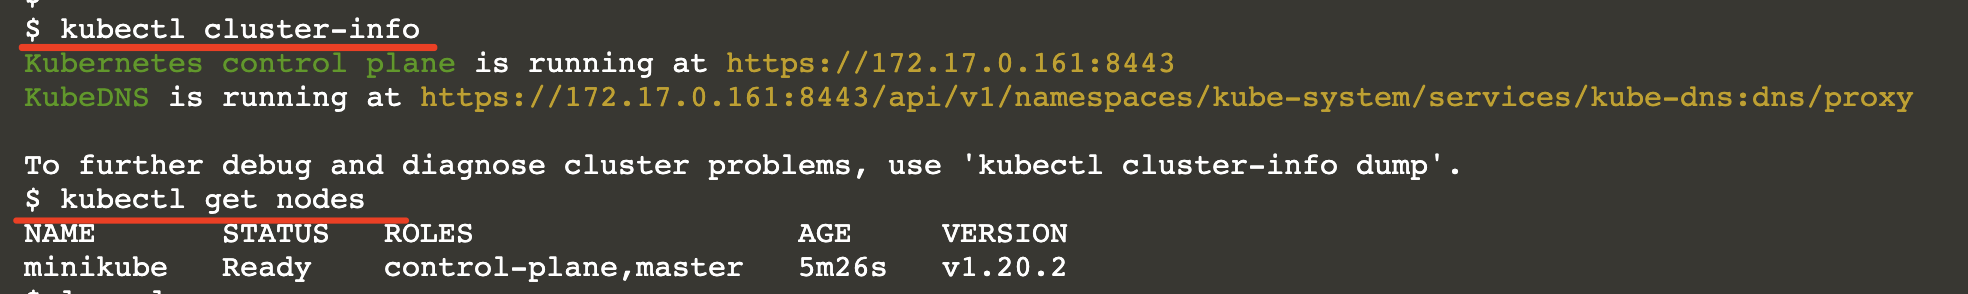 $ kubectl cluster-info
Kubernetes control plane is running at https://172.17.0.161:8443
KubeDNS is running at https://172.17.0.161:8443/api/v1/namespaces/kube-system/services/kube-dns:dns/proxy
To further debug and diagnose cluster problems, use 'kubectl cluster-info dump'.
$ kubectl get nodes
NAME STATUS ROLES AGE VERSION
minikube Ready control-plane,master 5m26s v1.20.2